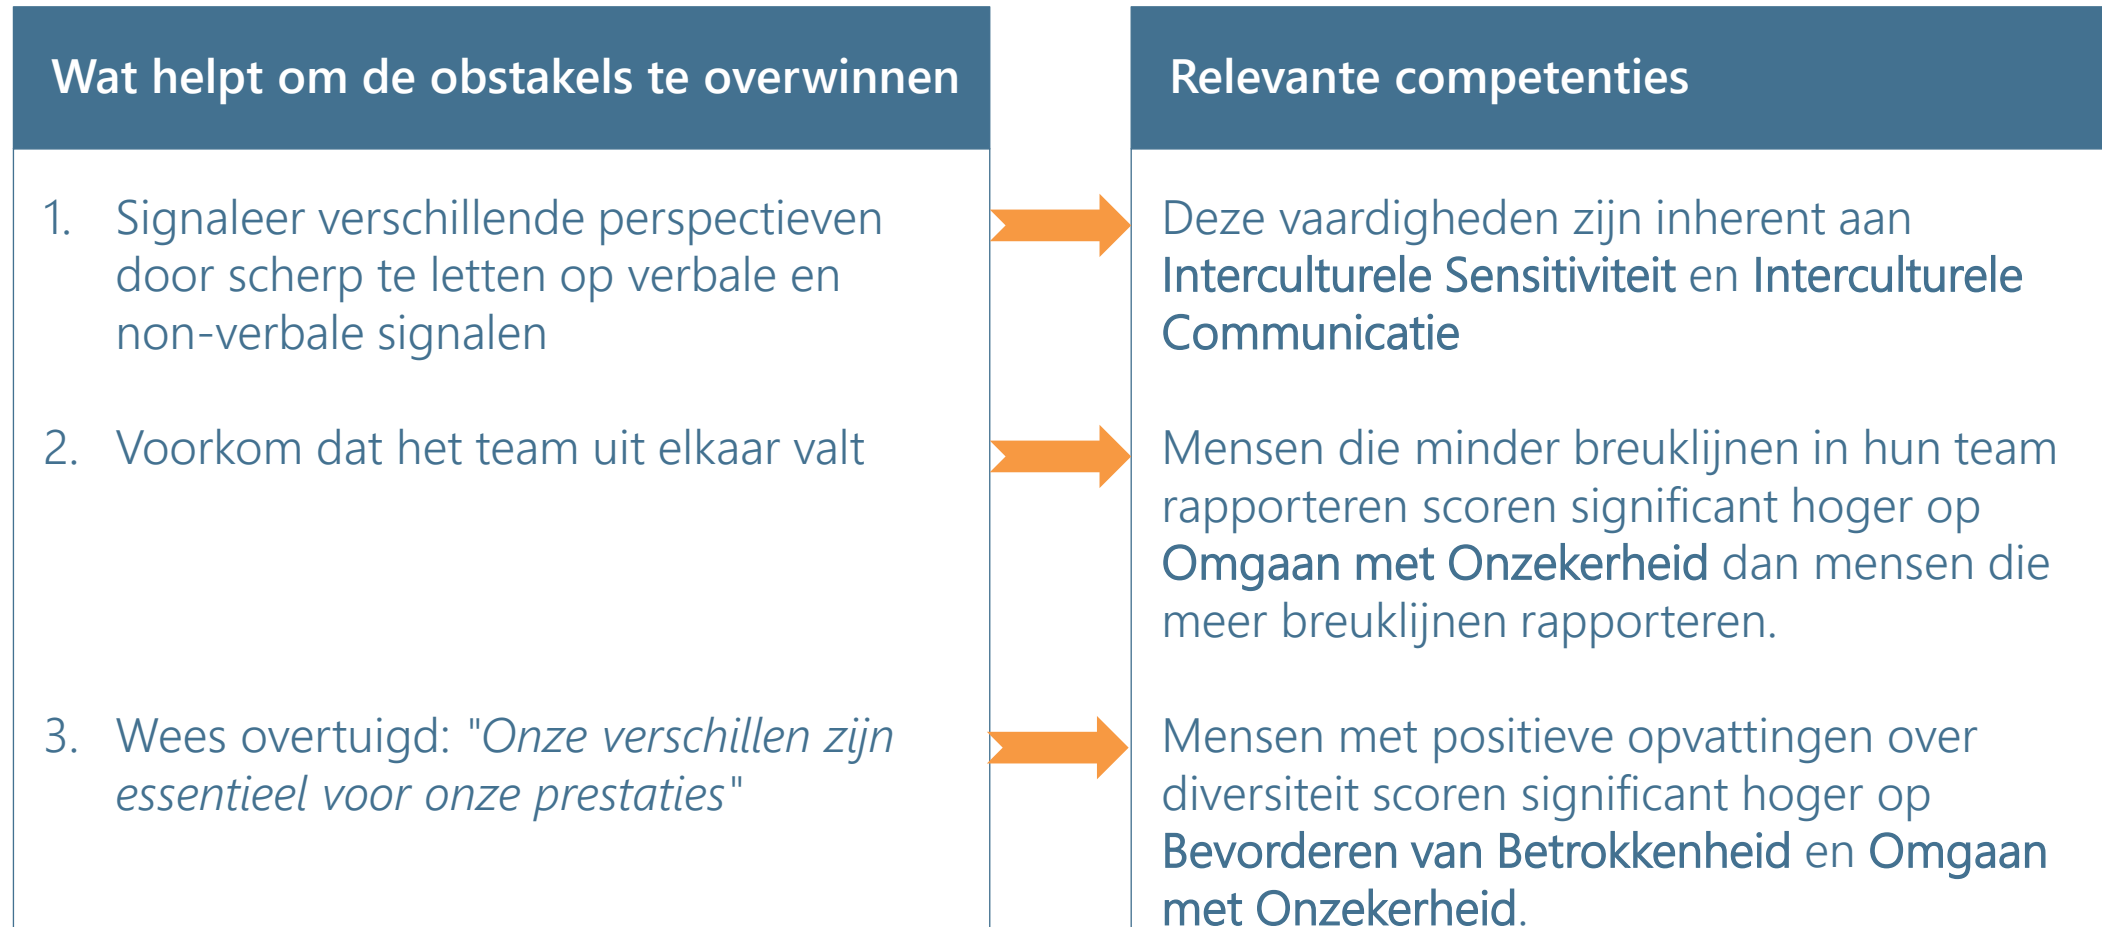 Wat helpt om de obstakels te overwinnen
1. Signaleer verschillende perspectieven
door scherp te letten op verbale en
non-verbale signalen
2. Voorkom dat het team uit elkaar valt
3. Wees overtuigd: "Onze verschillen zijn
essentieel voor onze prestaties"
Relevante competenties
Deze vaardigheden zijn inherent aan
Interculturele Sensitiviteit en Interculturele
Communicatie
Mensen die minder breuklijnen in hun team
rapporteren scoren significant hoger op
Omgaan met Onzekerheid dan mensen die
meer breuklijnen rapporteren.
Mensen met positieve opvattingen over
diversiteit scoren significant hoger op
Bevorderen van Betrokkenheid en Omgaan
met Onzekerheid.